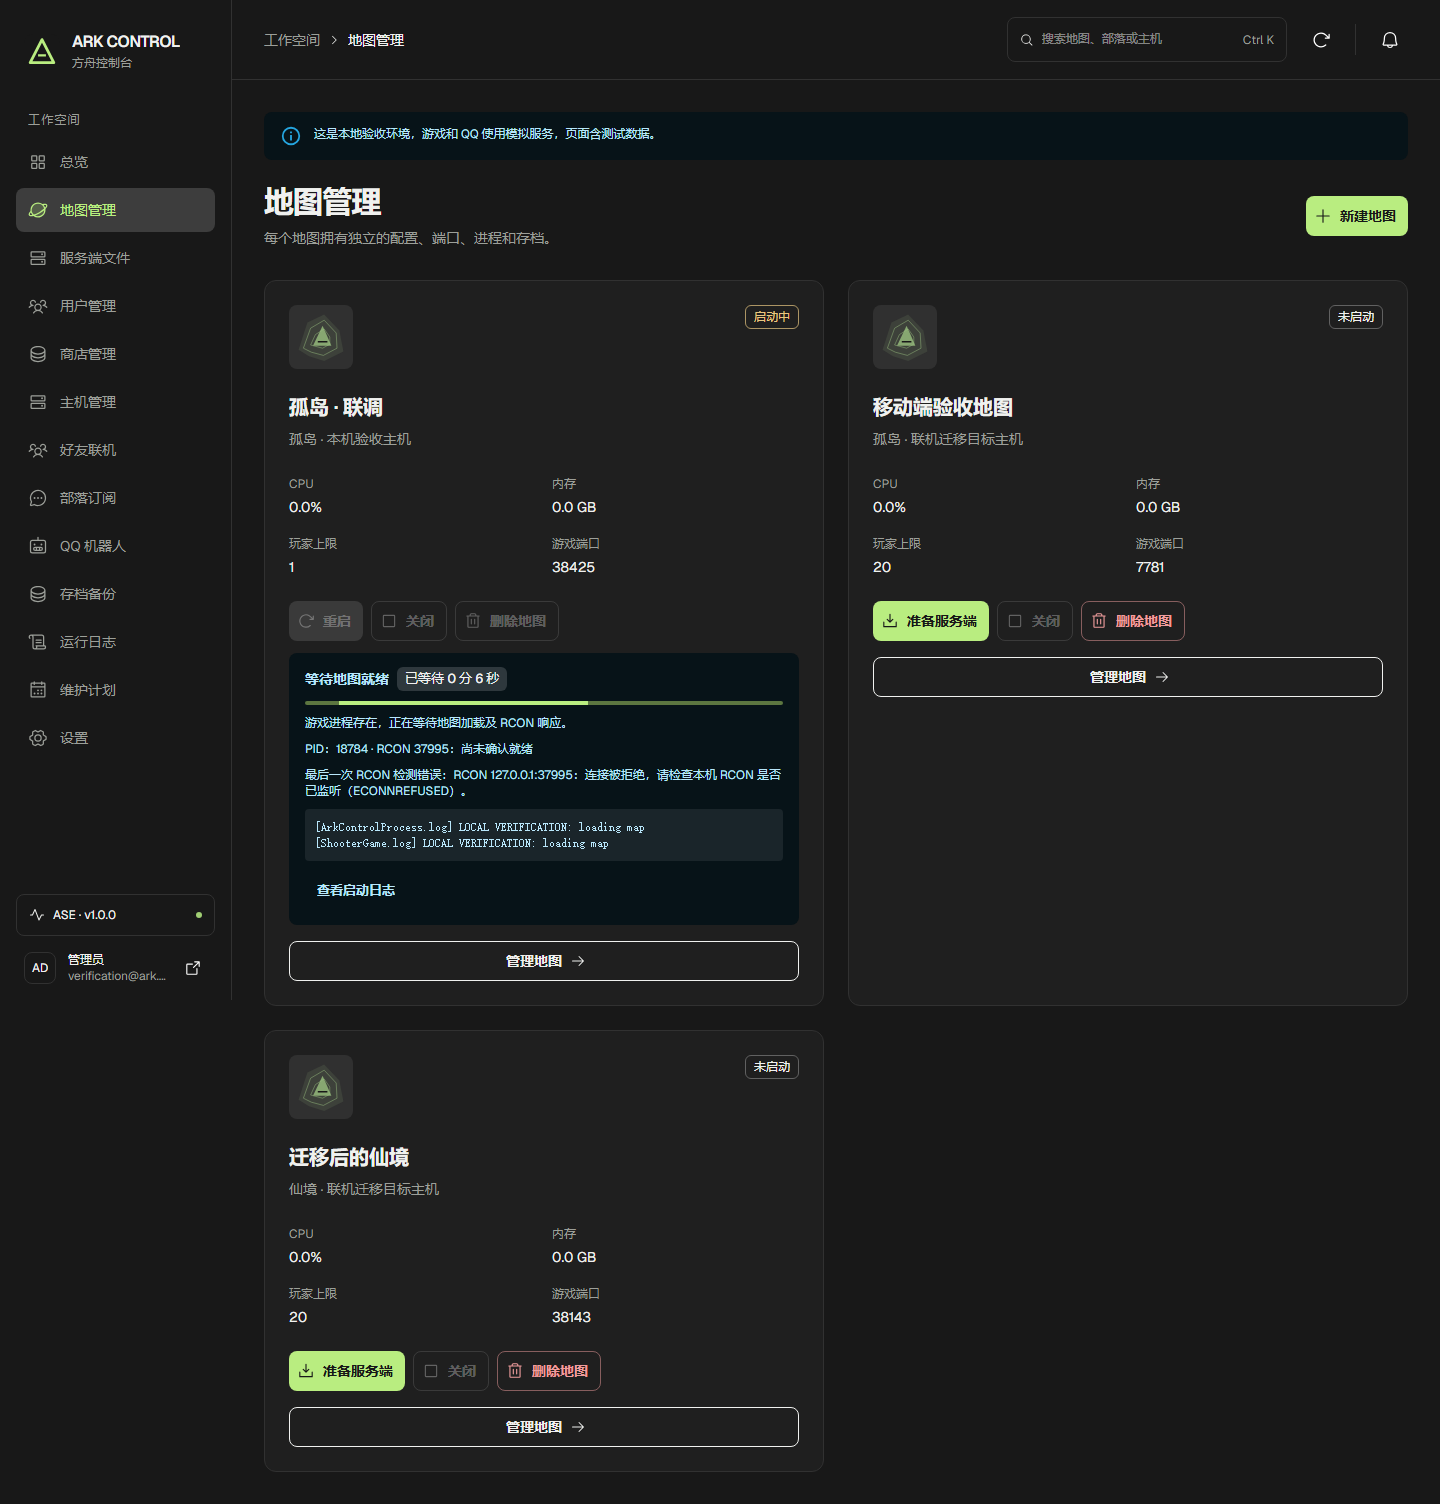 ARK CONTROL
方舟控制台
工作空间
总览
地图管理
服务端文件
用户管理
商店管理
主机管理
好友联机
部落订阅
QQ 机器人
存档备份
运行日志
维护计划
设置
ASE · v1.0.0
AD
管理员
verification@ark....
工作空间
地图管理
搜索地图、部落或主机
Ctrl K
这是本地验收环境，游戏和 QQ 使用模拟服务，页面含测试数据。
地图管理
每个地图拥有独立的配置、端口、进程和存档。
新建地图
启动中
孤岛 · 联调
孤岛 · 本机验收主机
CPU
内存
0.0%
0.0 GB
玩家上限
游戏端口
1
38425
重启
关闭
删除地图
等待地图就绪
已等待 0 分 6 秒
游戏进程存在，正在等待地图加载及 RCON 响应。
PID：18784 · RCON 37995：尚未确认就绪
最后一次 RCON 检测错误：RCON 127.0.0.1:37995：连接被拒绝，请检查本机 RCON 是否
已监听（ECONNREFUSED）。
[ArkControlProcess.log] LOCAL VERIFICATION: loading map
[ShooterGame.log] LOCAL VERIFICATION: loading map
查看启动日志
管理地图
未启动
移动端验收地图
孤岛 · 联机迁移目标主机
CPU
内存
0.0%
0.0 GB
玩家上限
游戏端口
20
7781
准备服务端
关闭
删除地图
管理地图
未启动
迁移后的仙境
仙境 · 联机迁移目标主机
CPU
内存
0.0%
0.0 GB
玩家上限
游戏端口
20
38143
准备服务端
关闭
删除地图
管理地图